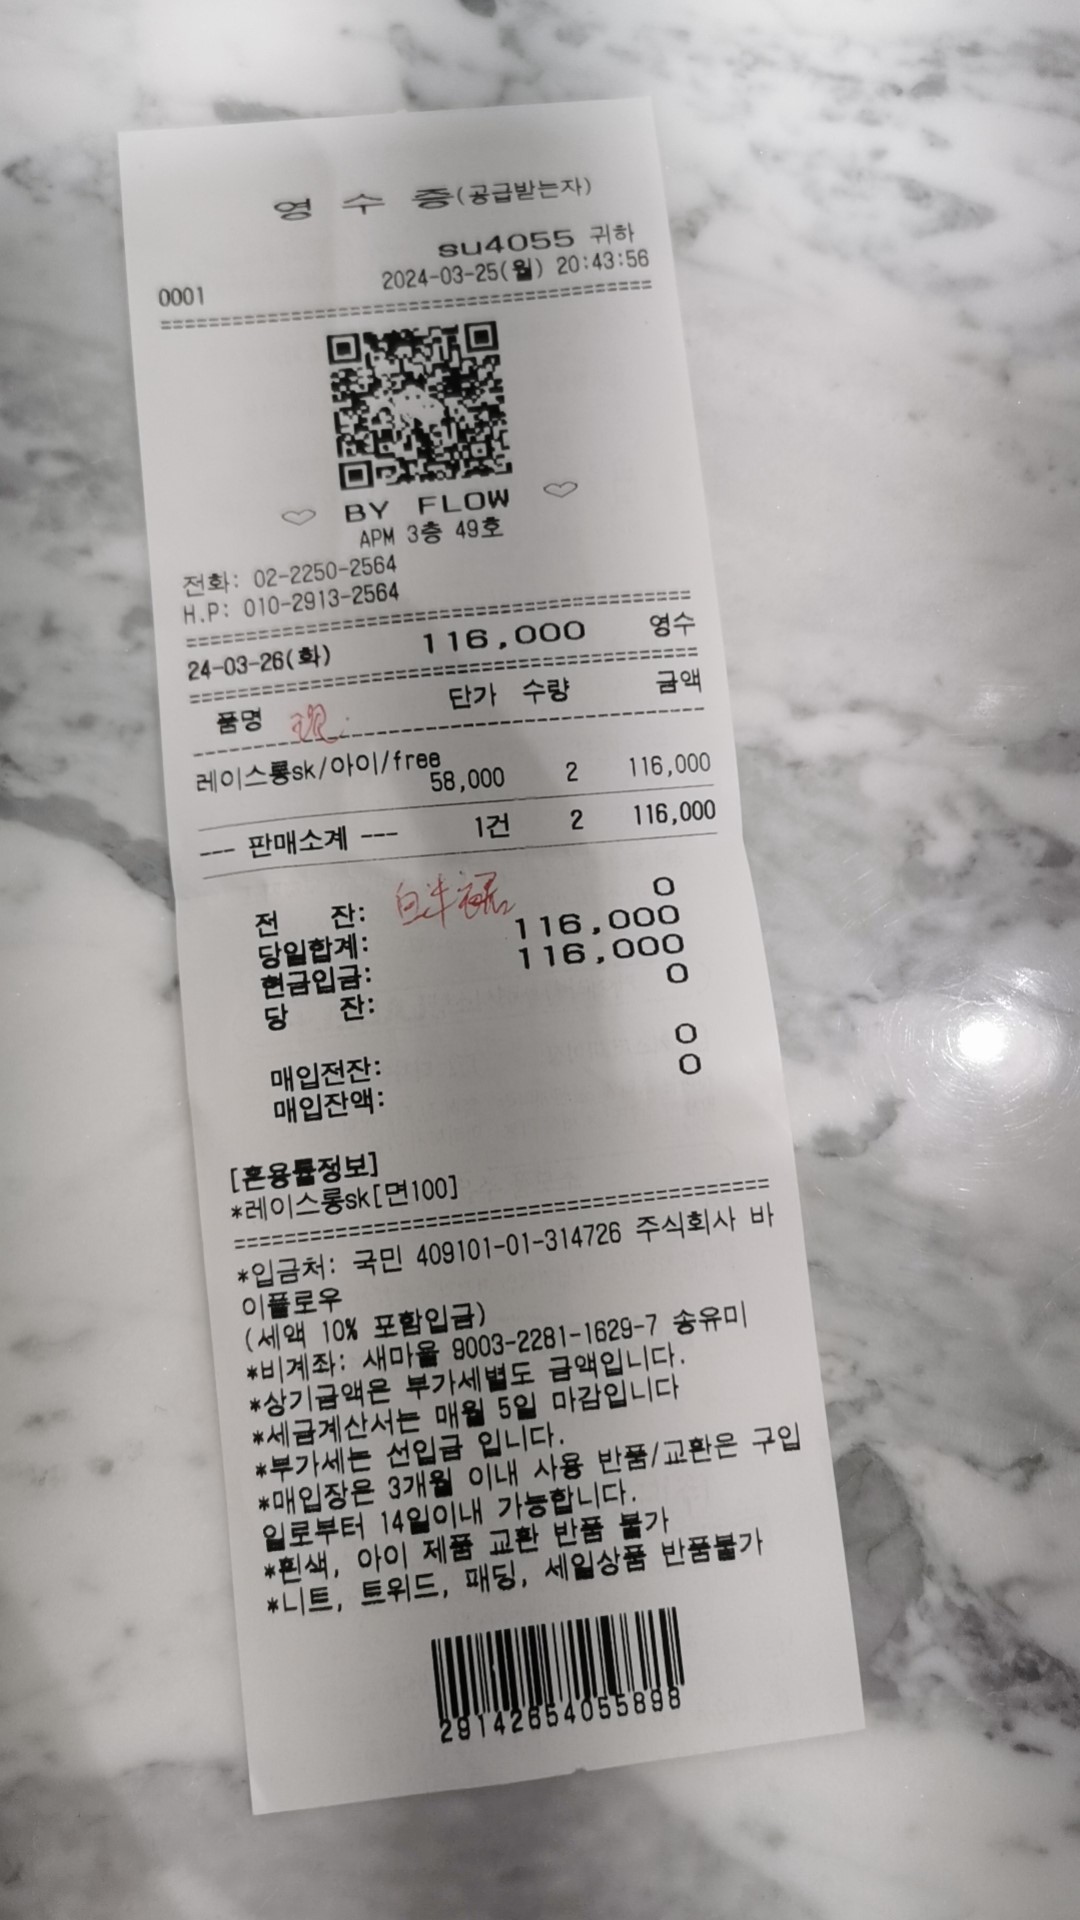 영 수 증(공급받는자)
su4055 귀하
0001 2024-03-25(월) 20:43:56
BY FLOW
APM 3층 49호
전화: 02-2250-2564
H.P: 010-2913-2564
24-03-26(화) 116,000 영수
품명 现 단가 수량 금액
레이스롱sk/아이/free
58,000 2 116,000
--- 판매소계 --- 1건 2 116,000
白半裙
전 잔: 0
당일합계: 116,000
현금입금: 116,000
당 잔: 0
매입전잔: 0
매입잔액: 0
[혼용률정보]
*레이스롱sk[면100]
*입금처: 국민 409101-01-314726 주식회사 바
이플로우
(세액 10% 포함입금)
*비계좌: 새마을 9003-2281-1629-7 송유미
*상기금액은 부가세별도 금액입니다.
*세금계산서는 매월 5일 마감입니다
*부가세는 선입금 입니다.
*매입장은 3개월 이내 사용 반품/교환은 구입
일로부터 14일이내 가능합니다.
*흰색, 아이 제품 교환 반품 불가
*니트, 트위드, 패딩, 세일상품 반품불가
29142654055898